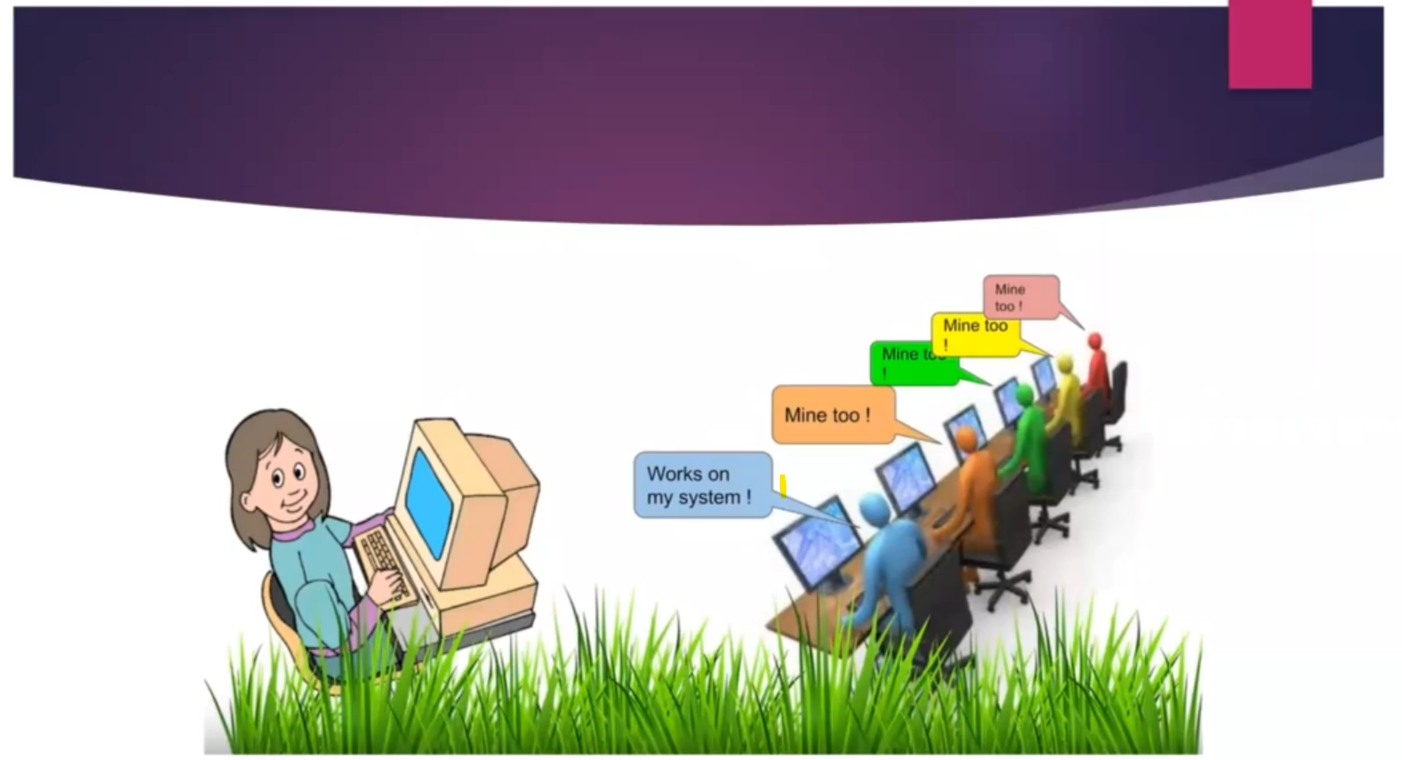 Works on
my system !
Mine too !
Mine too
!
Mine too
!
Mine
too !